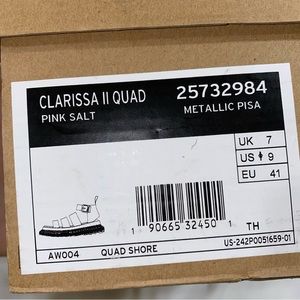 CLARISSA II QUAD 25732984
PINK SALT METALLIC PISA
UK 7
US 9
EU 41
1 90665 32450 1
TH
AW004 QUAD SHORE US-242P0051659-01